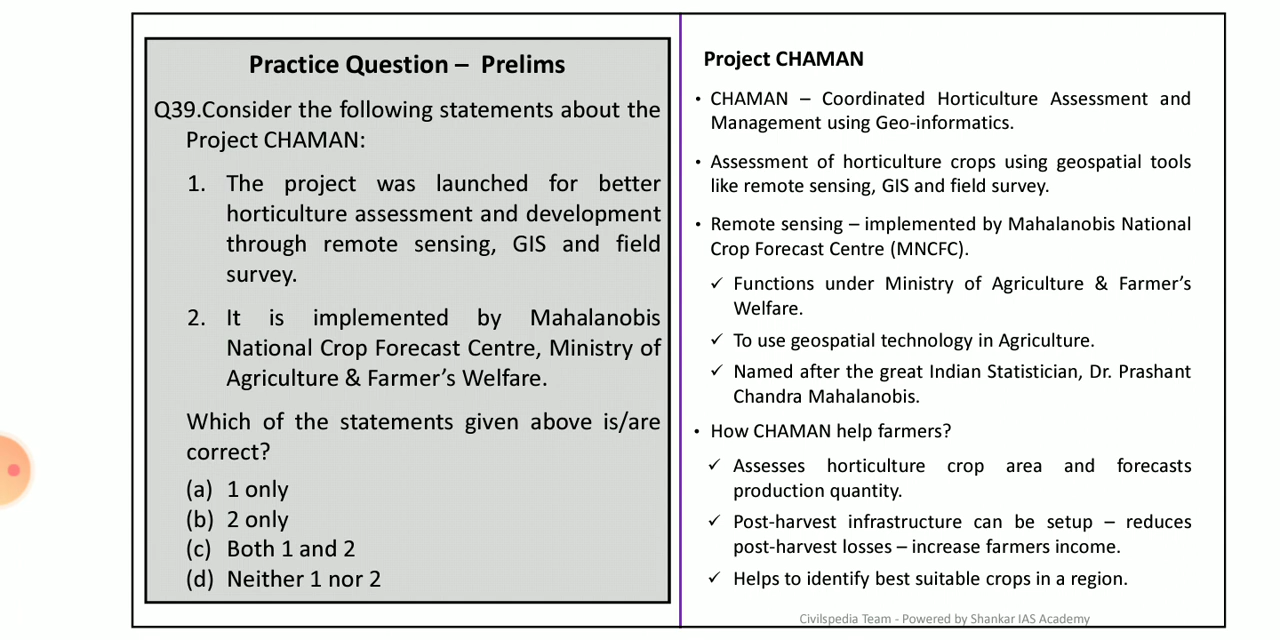 Practice Question – Prelims
Q39.Consider the following statements about the
Project CHAMAN:
1. The project was launched for better
horticulture assessment and development
through remote sensing, GIS and field
survey.
2. It is implemented by Mahalanobis
National Crop Forecast Centre, Ministry of
Agriculture & Farmer’s Welfare.
Which of the statements given above is/are
correct?
(a) 1 only
(b) 2 only
(c) Both 1 and 2
(d) Neither 1 nor 2
Project CHAMAN
• CHAMAN – Coordinated Horticulture Assessment and
Management using Geo-informatics.
• Assessment of horticulture crops using geospatial tools
like remote sensing, GIS and field survey.
• Remote sensing – implemented by Mahalanobis National
Crop Forecast Centre (MNCFC).
✓ Functions under Ministry of Agriculture & Farmer’s
Welfare.
✓ To use geospatial technology in Agriculture.
✓ Named after the great Indian Statistician, Dr. Prashant
Chandra Mahalanobis.
• How CHAMAN help farmers?
✓ Assesses horticulture crop area and forecasts
production quantity.
✓ Post-harvest infrastructure can be setup – reduces
post-harvest losses – increase farmers income.
✓ Helps to identify best suitable crops in a region.
Civilspedia Team - Powered by Shankar IAS Academy